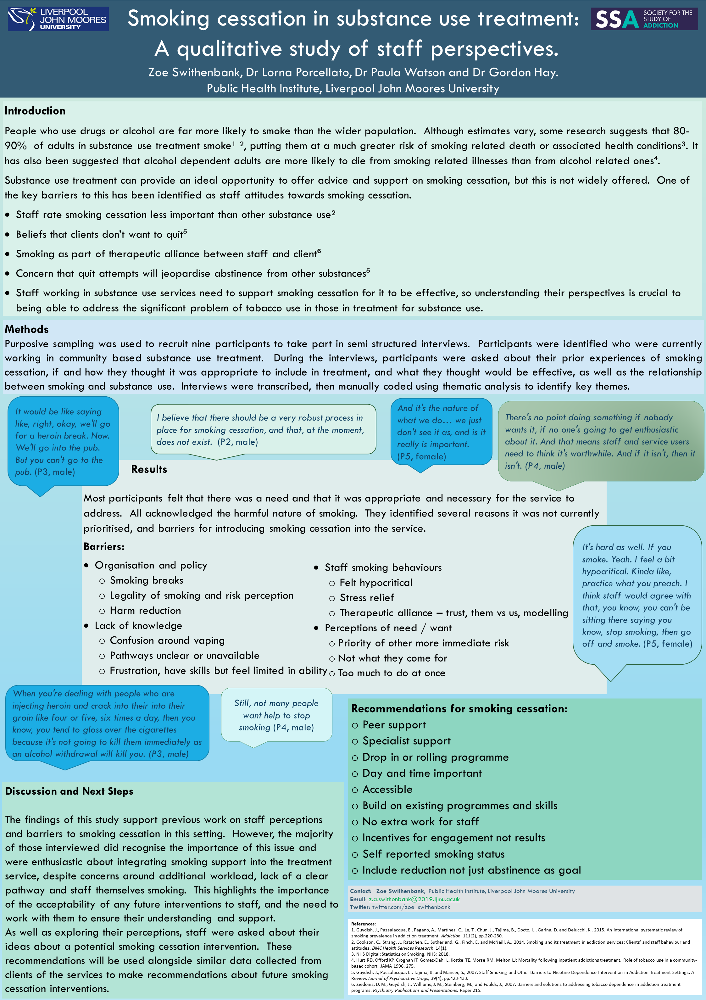 LIVERPOOL
JOHN MOORES
UNIVERSITY
Smoking cessation in substance use treatment:
A qualitative study of staff perspectives.
SSA
SOCIETY FOR THE
STUDY OF
ADDICTION
Zoe Swithenbank, Dr Lorna Porcellato, Dr Paula Watson and Dr Gordon Hay.
Public Health Institute, Liverpool John Moores University
Introduction
People who use drugs or alcohol are far more likely to smoke than the wider population. Although estimates vary, some research suggests that 80-
90% of adults in substance use treatment smoke¹ ², putting them at a much greater risk of smoking related death or associated health conditions³. It
has also been suggested that alcohol dependent adults are more likely to die from smoking related illnesses than from alcohol related ones⁴.
Substance use treatment can provide an ideal opportunity to offer advice and support on smoking cessation, but this is not widely offered. One of
the key barriers to this has been identified as staff attitudes towards smoking cessation.
• Staff rate smoking cessation less important than other substance use²
• Beliefs that clients don't want to quit⁵
• Smoking as part of therapeutic alliance between staff and client⁶
• Concern that quit attempts will jeopardise abstinence from other substances⁵
• Staff working in substance use services need to support smoking cessation for it to be effective, so understanding their perspectives is crucial to
being able to address the significant problem of tobacco use in those in treatment for substance use.
Methods
Purposive sampling was used to recruit nine participants to take part in semi structured interviews. Participants were identified who were currently
working in community based substance use treatment. During the interviews, participants were asked about their prior experiences of smoking
cessation, if and how they thought it was appropriate to include in treatment, and what they thought would be effective, as well as the relationship
between smoking and substance use. Interviews were transcribed, then manually coded using thematic analysis to identify key themes.
It would be like saying
like, right, okay, we'll go
for a heroin break. Now.
We'll go into the pub.
But you can't go to the
pub. (P3, male)
I believe that there should be a very robust process in
place for smoking cessation, and that, at the moment,
does not exist. (P2, male)
And it's the nature of
what we do... we just
don't see it as, and is it
really is important.
(P5, female)
There's no point doing something if nobody
wants it, if no one's going to get enthusiastic
about it. And that means staff and service users
need to think it's worthwhile. And if it isn't, then it
isn't. (P4, male)
Results
Most participants felt that there was a need and that it was appropriate and necessary for the service to
address. All acknowledged the harmful nature of smoking. They identified several reasons it was not currently
prioritised, and barriers for introducing smoking cessation into the service.
Barriers:
• Organisation and policy
○ Smoking breaks
○ Legality of smoking and risk perception
○ Harm reduction
• Lack of knowledge
○ Confusion around vaping
○ Pathways unclear or unavailable
○ Frustration, have skills but feel limited in ability
• Staff smoking behaviours
○ Felt hypocritical
○ Stress relief
○ Therapeutic alliance – trust, them vs us, modelling
• Perceptions of need / want
○ Priority of other more immediate risk
○ Not what they come for
○ Too much to do at once
It's hard as well. If you
smoke. Yeah. I feel a bit
hypocritical. Kinda like,
practice what you preach. I
think staff would agree with
that, you know, you can't be
sitting there saying you
know, stop smoking, then go
off and smoke. (P5, female)
When you're dealing with people who are
injecting heroin and crack into their into their
groin like four or five, six times a day, then you
know, you tend to gloss over the cigarettes
because it's not going to kill them immediately as
an alcohol withdrawal will kill you. (P3, male)
Still, not many people
want help to stop
smoking (P4, male)
Recommendations for smoking cessation:
○ Peer support
○ Specialist support
○ Drop in or rolling programme
○ Day and time important
○ Accessible
○ Build on existing programmes and skills
○ No extra work for staff
○ Incentives for engagement not results
○ Self reported smoking status
○ Include reduction not just abstinence as goal
Discussion and Next Steps
The findings of this study support previous work on staff perceptions
and barriers to smoking cessation in this setting. However, the majority
of those interviewed did recognise the importance of this issue and
were enthusiastic about integrating smoking support into the treatment
service, despite concerns around additional workload, lack of a clear
pathway and staff themselves smoking. This highlights the importance
of the acceptability of any future interventions to staff, and the need to
work with them to ensure their understanding and support.
As well as exploring their perceptions, staff were asked about their
ideas about a potential smoking cessation intervention. These
recommendations will be used alongside similar data collected from
clients of the services to make recommendations about future smoking
cessation interventions.
Contact: Zoe Swithenbank, Public Health Institute, Liverpool John Moores University
Email: z.a.swithenbank@2019.ljmu.ac.uk
Twitter: twitter.com/zoe_swithenbank
References:
1. Guydish, J., Passalacqua, E., Pagano, A., Martínez, C., Le, T., Chun, J., Tajima, B., Docto, L., Garina, D. and Delucchi, K., 2015. An international systematic review of
smoking prevalence in addiction treatment. Addiction, 111(2), pp.220-230.
2. Cookson, C., Strang, J., Ratschen, E., Sutherland, G., Finch, E. and McNeill, A., 2014. Smoking and its treatment in addiction services: Clients' and staff behaviour and
attitudes. BMC Health Services Research, 14(1).
3. NHS Digital: Statistics on Smoking. NHS; 2018.
4. Hurt RD, Offord KP, Croghan IT, Gomez-Dahl L, Kottke TE, Morse RM, Melton LJ: Mortality following inpatient addictions treatment. Role of tobacco use in a community-
based cohort. JAMA 1996, 275.
5. Guydish, J., Passalacqua, E., Tajima, B. and Manser, S., 2007. Staff Smoking and Other Barriers to Nicotine Dependence Intervention in Addiction Treatment Settings: A
Review. Journal of Psychoactive Drugs, 39(4), pp.423-433.
6. Ziedonis, D. M., Guydish, J., Williams, J. M., Steinberg, M., and Foulds, J., 2007. Barriers and solutions to addressing tobacco dependence in addiction treatment
programs. Psychiatry Publications and Presentations. Paper 215.